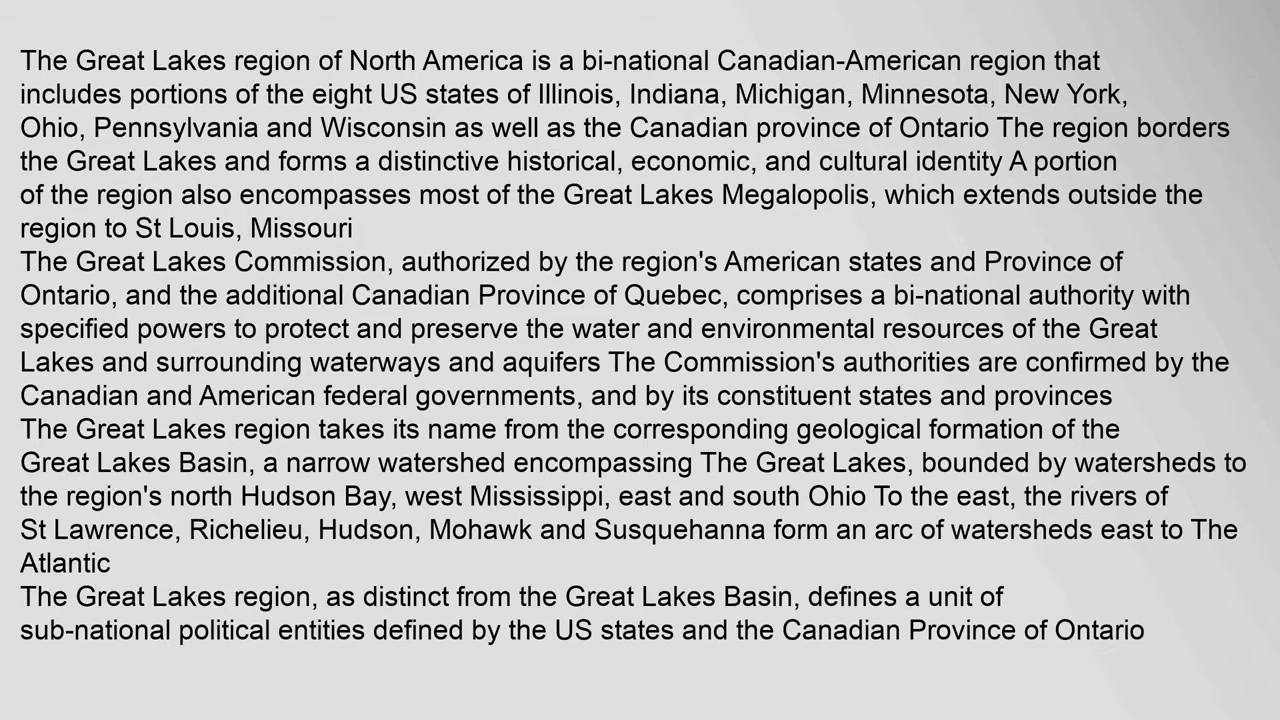 The Great Lakes region of North America is a bi-national Canadian-American region that
includes portions of the eight US states of Illinois, Indiana, Michigan, Minnesota, New York,
Ohio, Pennsylvania and Wisconsin as well as the Canadian province of Ontario The region borders
the Great Lakes and forms a distinctive historical, economic, and cultural identity A portion
of the region also encompasses most of the Great Lakes Megalopolis, which extends outside the
region to St Louis, Missouri
The Great Lakes Commission, authorized by the region's American states and Province of
Ontario, and the additional Canadian Province of Quebec, comprises a bi-national authority with
specified powers to protect and preserve the water and environmental resources of the Great
Lakes and surrounding waterways and aquifers The Commission's authorities are confirmed by the
Canadian and American federal governments, and by its constituent states and provinces
The Great Lakes region takes its name from the corresponding geological formation of the
Great Lakes Basin, a narrow watershed encompassing The Great Lakes, bounded by watersheds to
the region's north Hudson Bay, west Mississippi, east and south Ohio To the east, the rivers of
St Lawrence, Richelieu, Hudson, Mohawk and Susquehanna form an arc of watersheds east to The
Atlantic
The Great Lakes region, as distinct from the Great Lakes Basin, defines a unit of
sub-national political entities defined by the US states and the Canadian Province of Ontario